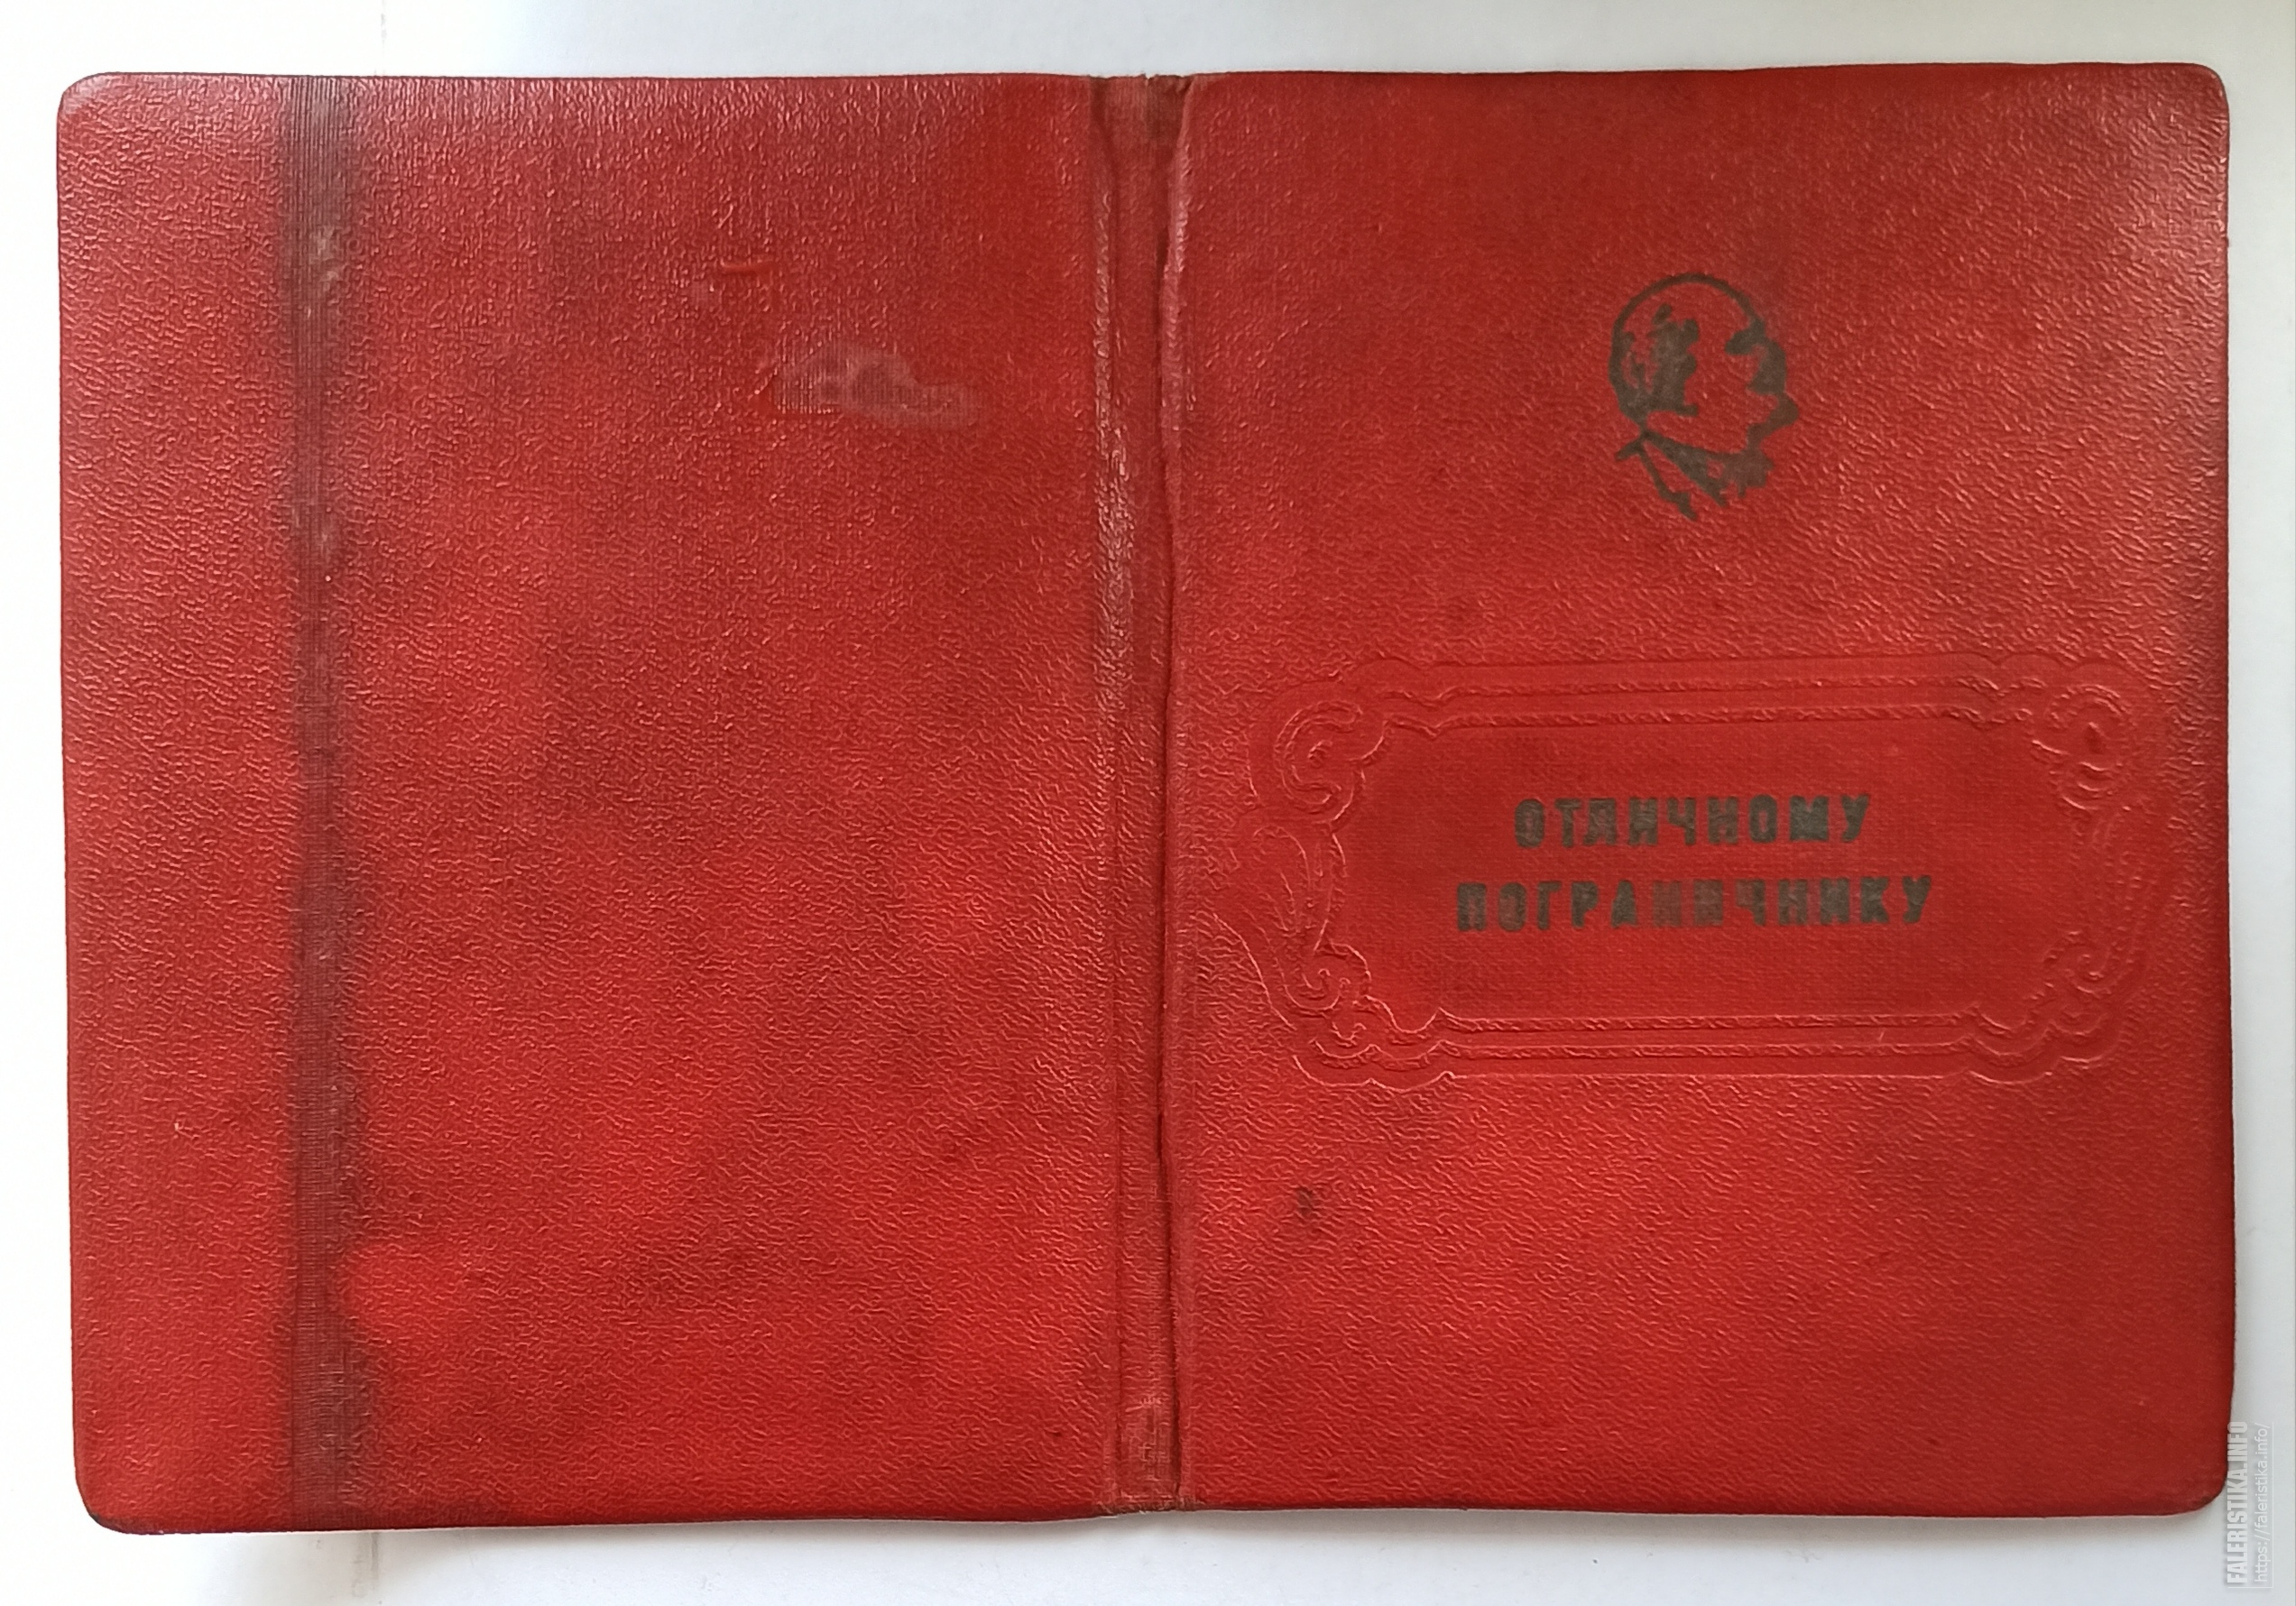 ОТЛИЧНОМУ
ПОГРАНИЧНИКУ
FALERISTIKA.INFO
https://faleristika.info/